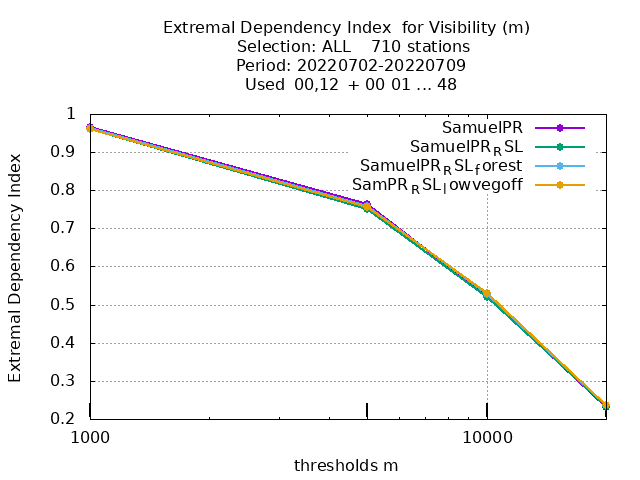 Extremal Dependency Index  for Visibility (m)
Selection: ALL    710 stations
Period: 20220702-20220709
Used  00,12  + 00 01 ... 48
1
0.9
0.8
0.7
0.6
0.5
0.4
0.3
0.2
Extremal Dependency Index
SamuelPR
SamuelPR_RSL
SamuelPR_RSL_forest
SamPR_RSL_lowvegoff
1000
10000
thresholds m